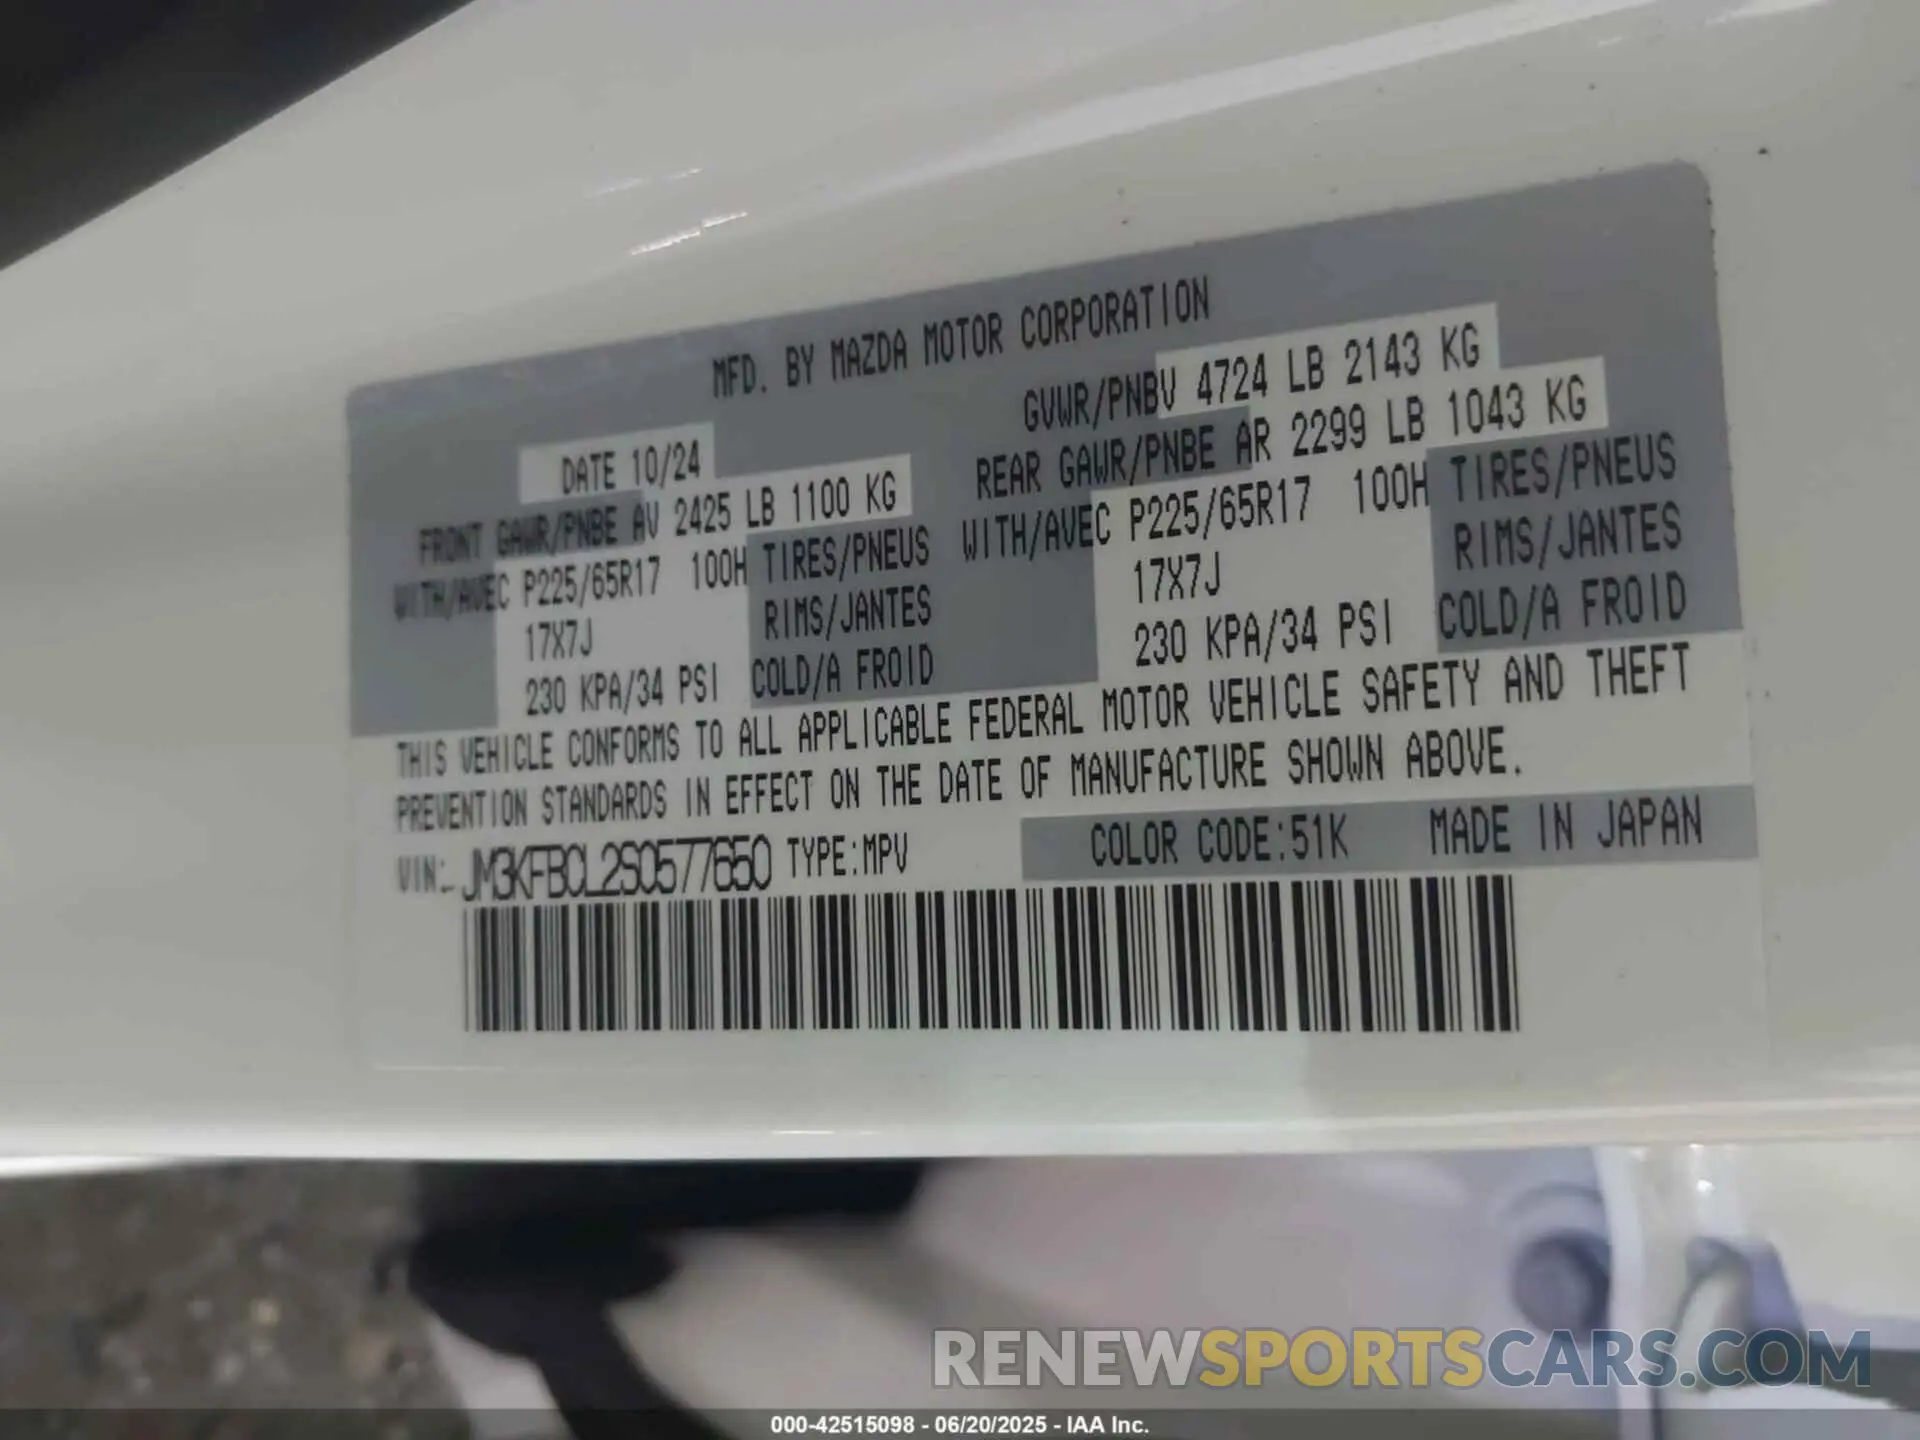 MFD. BY MAZDA MOTOR CORPORATION
DATE 10/24
GVWR/PNBV 4724 LB 2143 KG
FRONT GAWR/PNBE AV 2425 LB 1100 KG
REAR GAWR/PNBE AR 2299 LB 1043 KG
WITH/AVEC P225/65R17 100H TIRES/PNEUS
WITH/AVEC P225/65R17 100H TIRES/PNEUS
17X7J RIMS/JANTES
17X7J RIMS/JANTES
230 KPA/34 PSI COLD/A FROID
230 KPA/34 PSI COLD/A FROID
THIS VEHICLE CONFORMS TO ALL APPLICABLE FEDERAL MOTOR VEHICLE SAFETY AND THEFT
PREVENTION STANDARDS IN EFFECT ON THE DATE OF MANUFACTURE SHOWN ABOVE.
VIN: JM3KFBCL2S0577650 TYPE:MPV COLOR CODE:51K MADE IN JAPAN
RENEWSPORTSCARS.COM
000-42515098 - 06/20/2025 - IAA Inc.